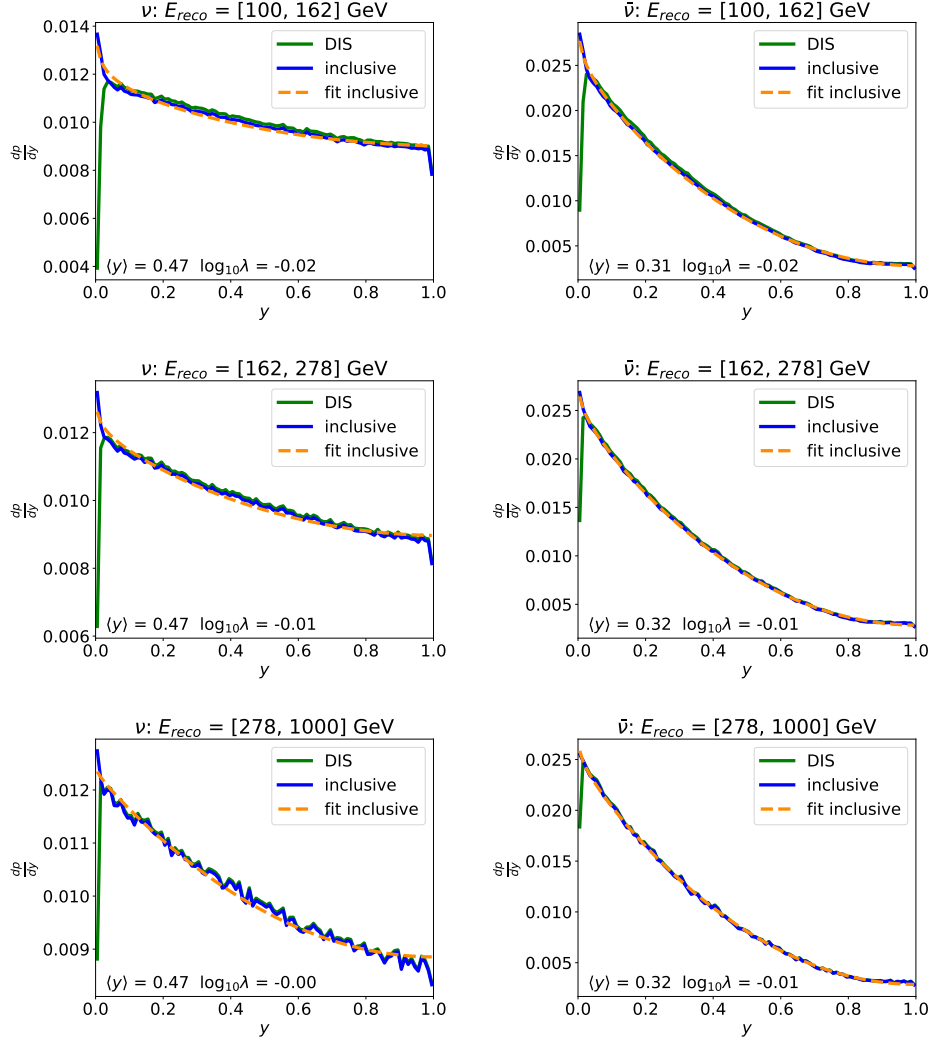 ν: E_reco = [100, 162] GeV
0.014
0.012
0.010
0.008
0.006
0.004
dp/dy
DIS
inclusive
fit inclusive
⟨y⟩ = 0.47 log₁₀λ = -0.02
0.0 0.2 0.4 0.6 0.8 1.0
y
ν̄: E_reco = [100, 162] GeV
0.025
0.020
0.015
0.010
0.005
dp/dy
DIS
inclusive
fit inclusive
⟨y⟩ = 0.31 log₁₀λ = -0.02
0.0 0.2 0.4 0.6 0.8 1.0
y
ν: E_reco = [162, 278] GeV
0.012
0.010
0.008
0.006
dp/dy
DIS
inclusive
fit inclusive
⟨y⟩ = 0.47 log₁₀λ = -0.01
0.0 0.2 0.4 0.6 0.8 1.0
y
ν̄: E_reco = [162, 278] GeV
0.025
0.020
0.015
0.010
0.005
dp/dy
DIS
inclusive
fit inclusive
⟨y⟩ = 0.32 log₁₀λ = -0.01
0.0 0.2 0.4 0.6 0.8 1.0
y
ν: E_reco = [278, 1000] GeV
0.012
0.011
0.010
0.009
dp/dy
DIS
inclusive
fit inclusive
⟨y⟩ = 0.47 log₁₀λ = -0.00
0.0 0.2 0.4 0.6 0.8 1.0
y
ν̄: E_reco = [278, 1000] GeV
0.025
0.020
0.015
0.010
0.005
dp/dy
DIS
inclusive
fit inclusive
⟨y⟩ = 0.32 log₁₀λ = -0.01
0.0 0.2 0.4 0.6 0.8 1.0
y